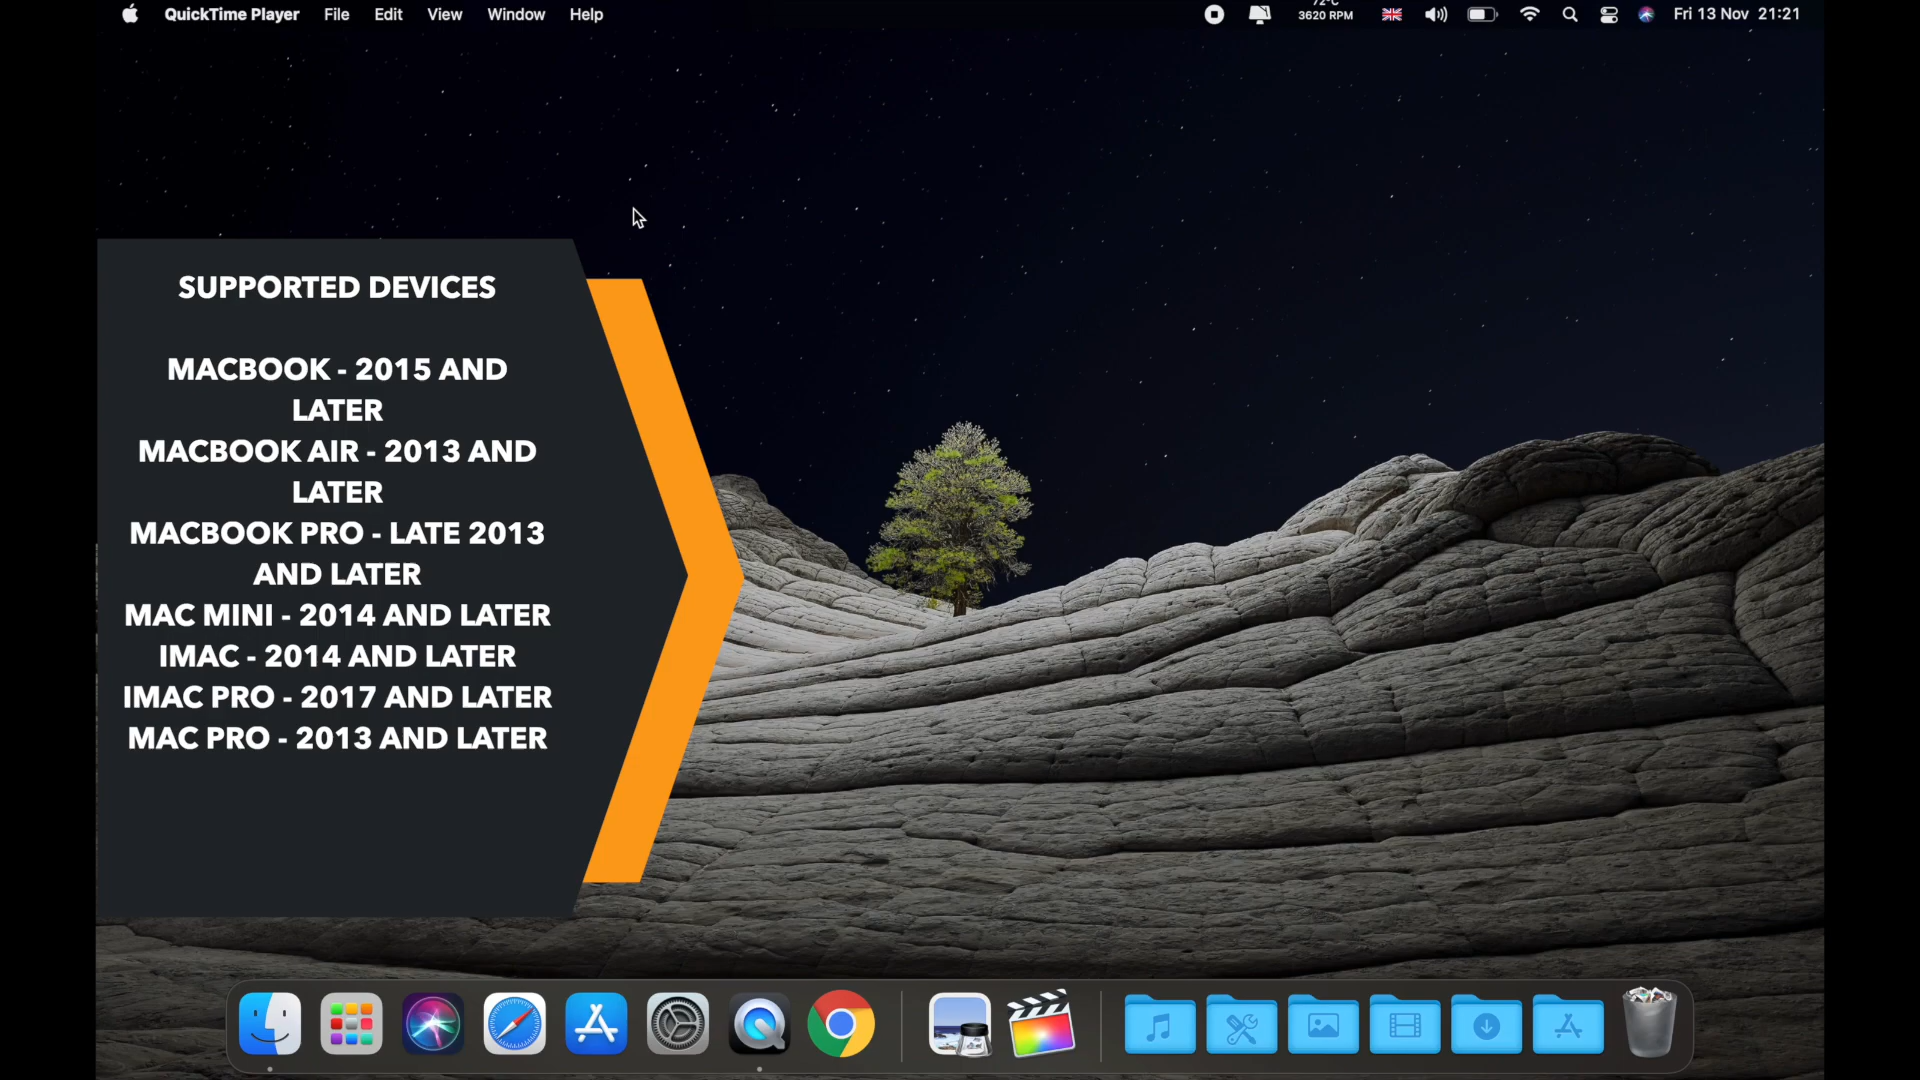 QuickTime Player File Edit View Window Help
72°C
3620 RPM
Fri 13 Nov 21:21
SUPPORTED DEVICES
MACBOOK - 2015 AND
LATER
MACBOOK AIR - 2013 AND
LATER
MACBOOK PRO - LATE 2013
AND LATER
MAC MINI - 2014 AND LATER
IMAC - 2014 AND LATER
IMAC PRO - 2017 AND LATER
MAC PRO - 2013 AND LATER